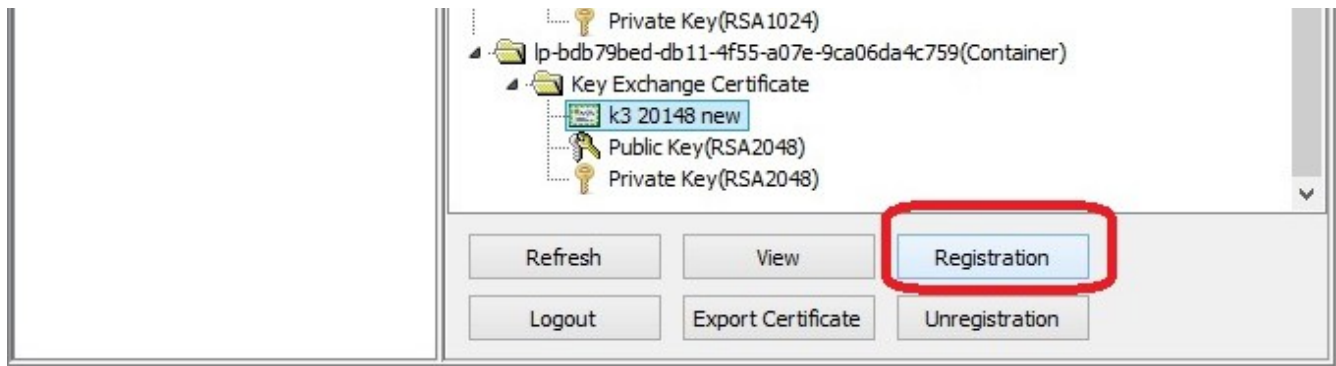 Private Key(RSA1024)
lp-bdb79bed-db11-4f55-a07e-9ca06da4c759(Container)
Key Exchange Certificate
k3 20148 new
Public Key(RSA2048)
Private Key(RSA2048)
Refresh View Registration
Logout Export Certificate Unregistration